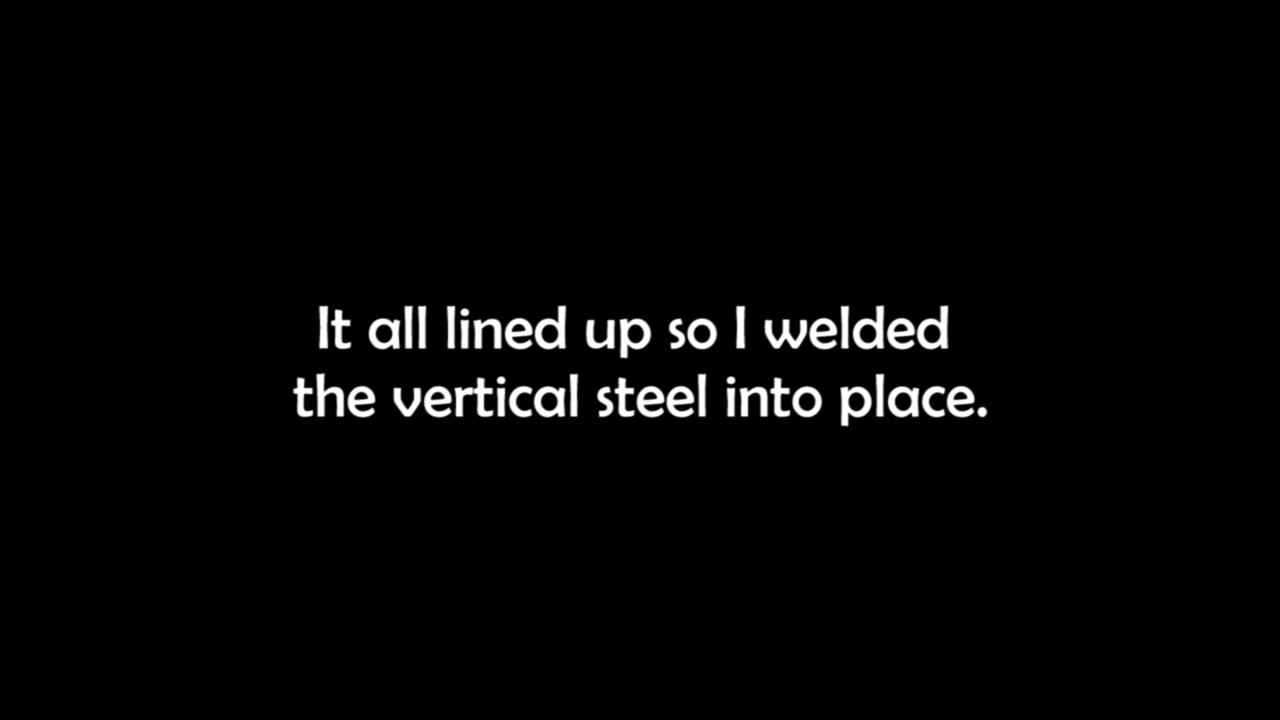 It all lined up so I welded
the vertical steel into place.